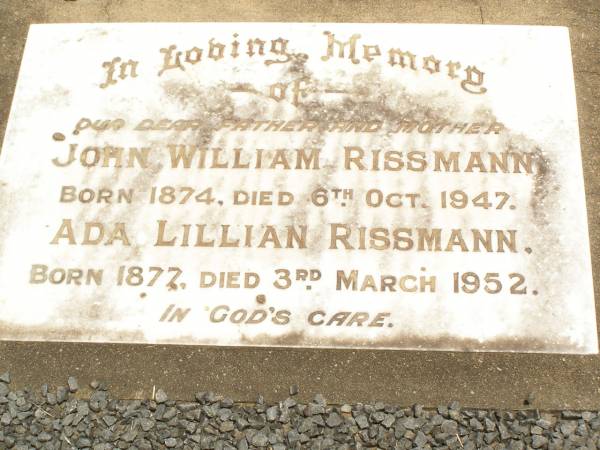 In Loving Memory
— of —
OUR DEAR FATHER AND MOTHER
JOHN WILLIAM RISSMANN
BORN 1874, DIED 6TH OCT. 1947.
ADA LILLIAN RISSMANN.
BORN 1877, DIED 3RD MARCH 1952.
IN GOD'S CARE.